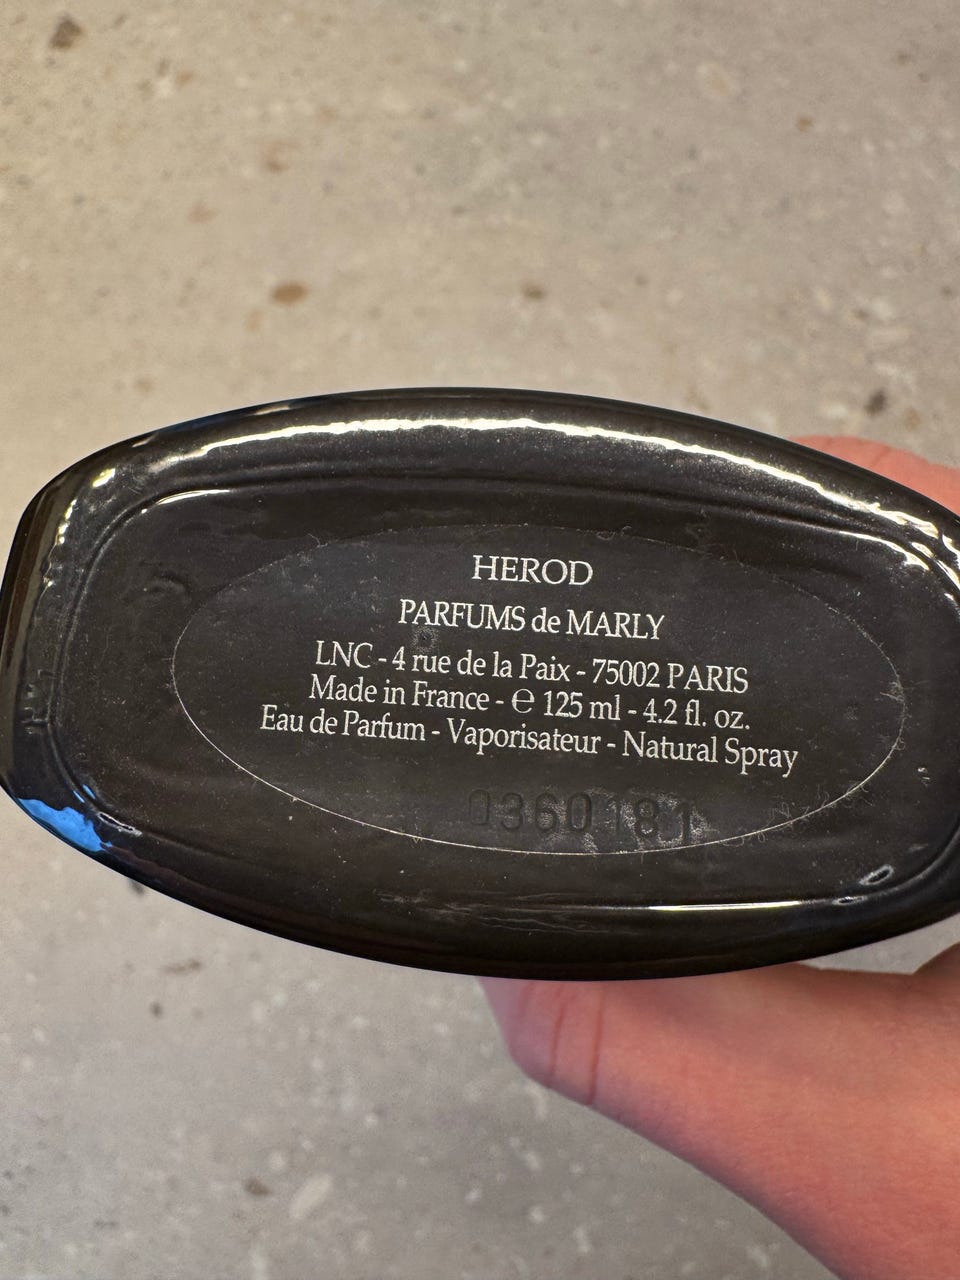 HEROD
PARFUMS de MARLY
LNC - 4 rue de la Paix - 75002 PARIS
Made in France - ℮ 125 ml - 4.2 fl. oz.
Eau de Parfum - Vaporisateur - Natural Spray
0360181